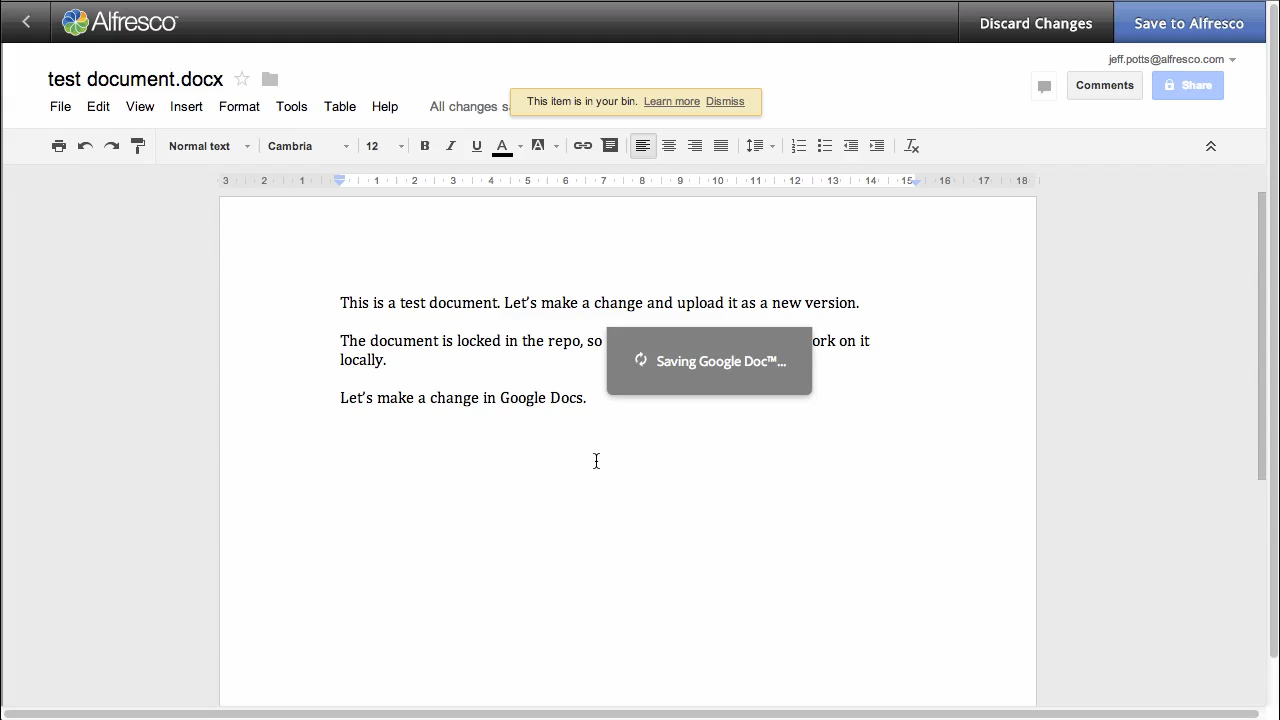 Alfresco
Discard Changes
Save to Alfresco
jeff.potts@alfresco.com
test document.docx
Comments
Share
File Edit View Insert Format Tools Table Help All changes
This item is in your bin. Learn more Dismiss
Normal text Cambria 12 B I U A A
3 2 1 1 2 3 4 5 6 7 8 9 10 11 12 13 14 15 16 17 18
This is a test document. Let's make a change and upload it as a new version.
The document is locked in the repo, so ork on it
locally.
Saving Google Doc™...
Let's make a change in Google Docs.